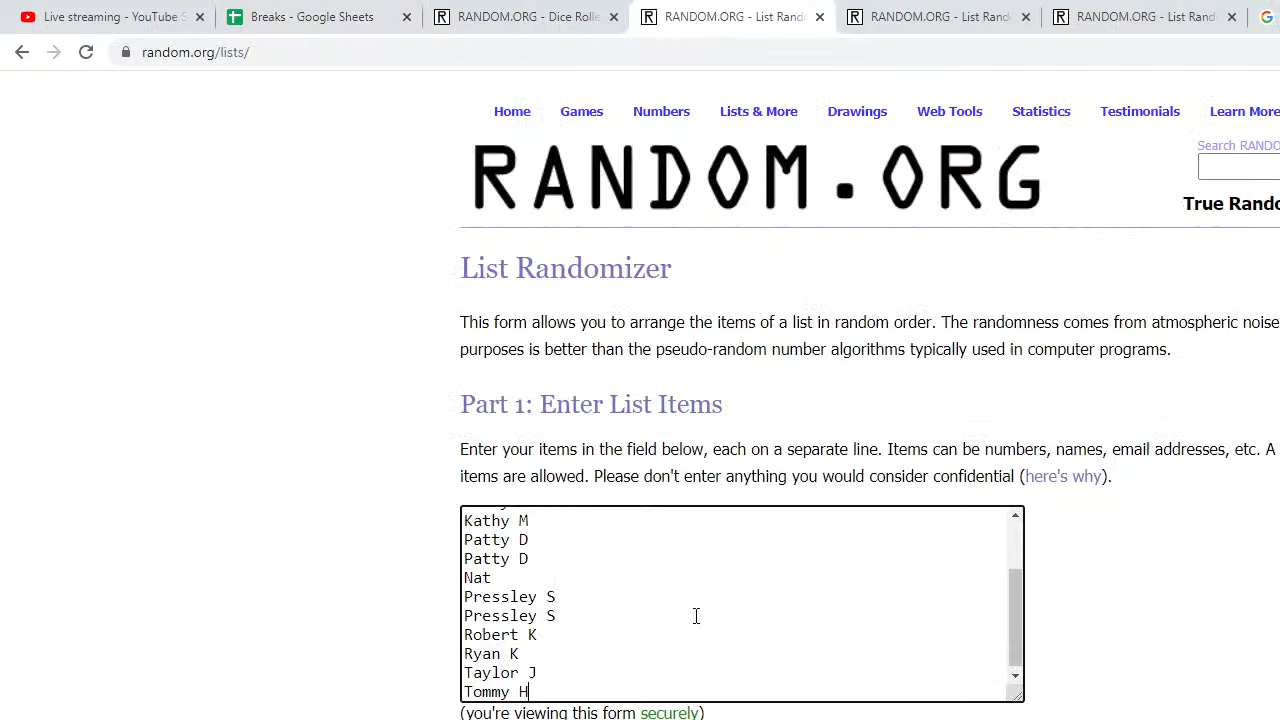 Live streaming - YouTube S
Breaks - Google Sheets
RANDOM.ORG - Dice Rolle
RANDOM.ORG - List Rand
RANDOM.ORG - List Rand
RANDOM.ORG - List Rand
random.org/lists/
Home Games Numbers Lists & More Drawings Web Tools Statistics Testimonials Learn More
RANDOM.ORG
Search RANDO
True Rando
List Randomizer
This form allows you to arrange the items of a list in random order. The randomness comes from atmospheric noise
purposes is better than the pseudo-random number algorithms typically used in computer programs.
Part 1: Enter List Items
Enter your items in the field below, each on a separate line. Items can be numbers, names, email addresses, etc. A
items are allowed. Please don't enter anything you would consider confidential (here's why).
Kathy M
Patty D
Patty D
Nat
Pressley S
Pressley S
Robert K
Ryan K
Taylor J
Tommy H
(you're viewing this form securely)